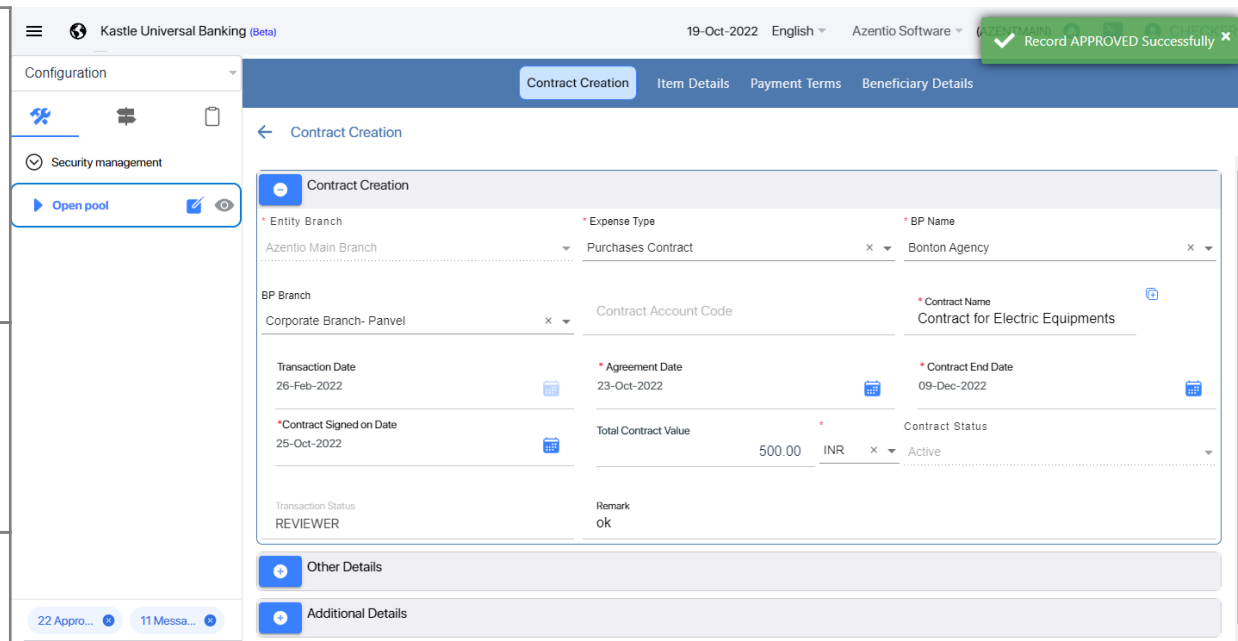 Kastle Universal Banking (Beta)
19-Oct-2022 English Azentio Software (AZENTMAIN) CHECKER
Record APPROVED Successfully ×
Configuration
Contract Creation Item Details Payment Terms Beneficiary Details
Contract Creation
Security management
Open pool
Contract Creation
* Entity Branch * Expense Type * BP Name
Azentio Main Branch Purchases Contract × Bonton Agency ×
BP Branch Contract Account Code * Contract Name
Corporate Branch- Panvel × Contract for Electric Equipments
Transaction Date * Agreement Date * Contract End Date
26-Feb-2022 23-Oct-2022 09-Dec-2022
*Contract Signed on Date Total Contract Value * Contract Status
25-Oct-2022 500.00 INR × Active
Transaction Status Remark
REVIEWER ok
Other Details
Additional Details
22 Appro... 11 Messa...